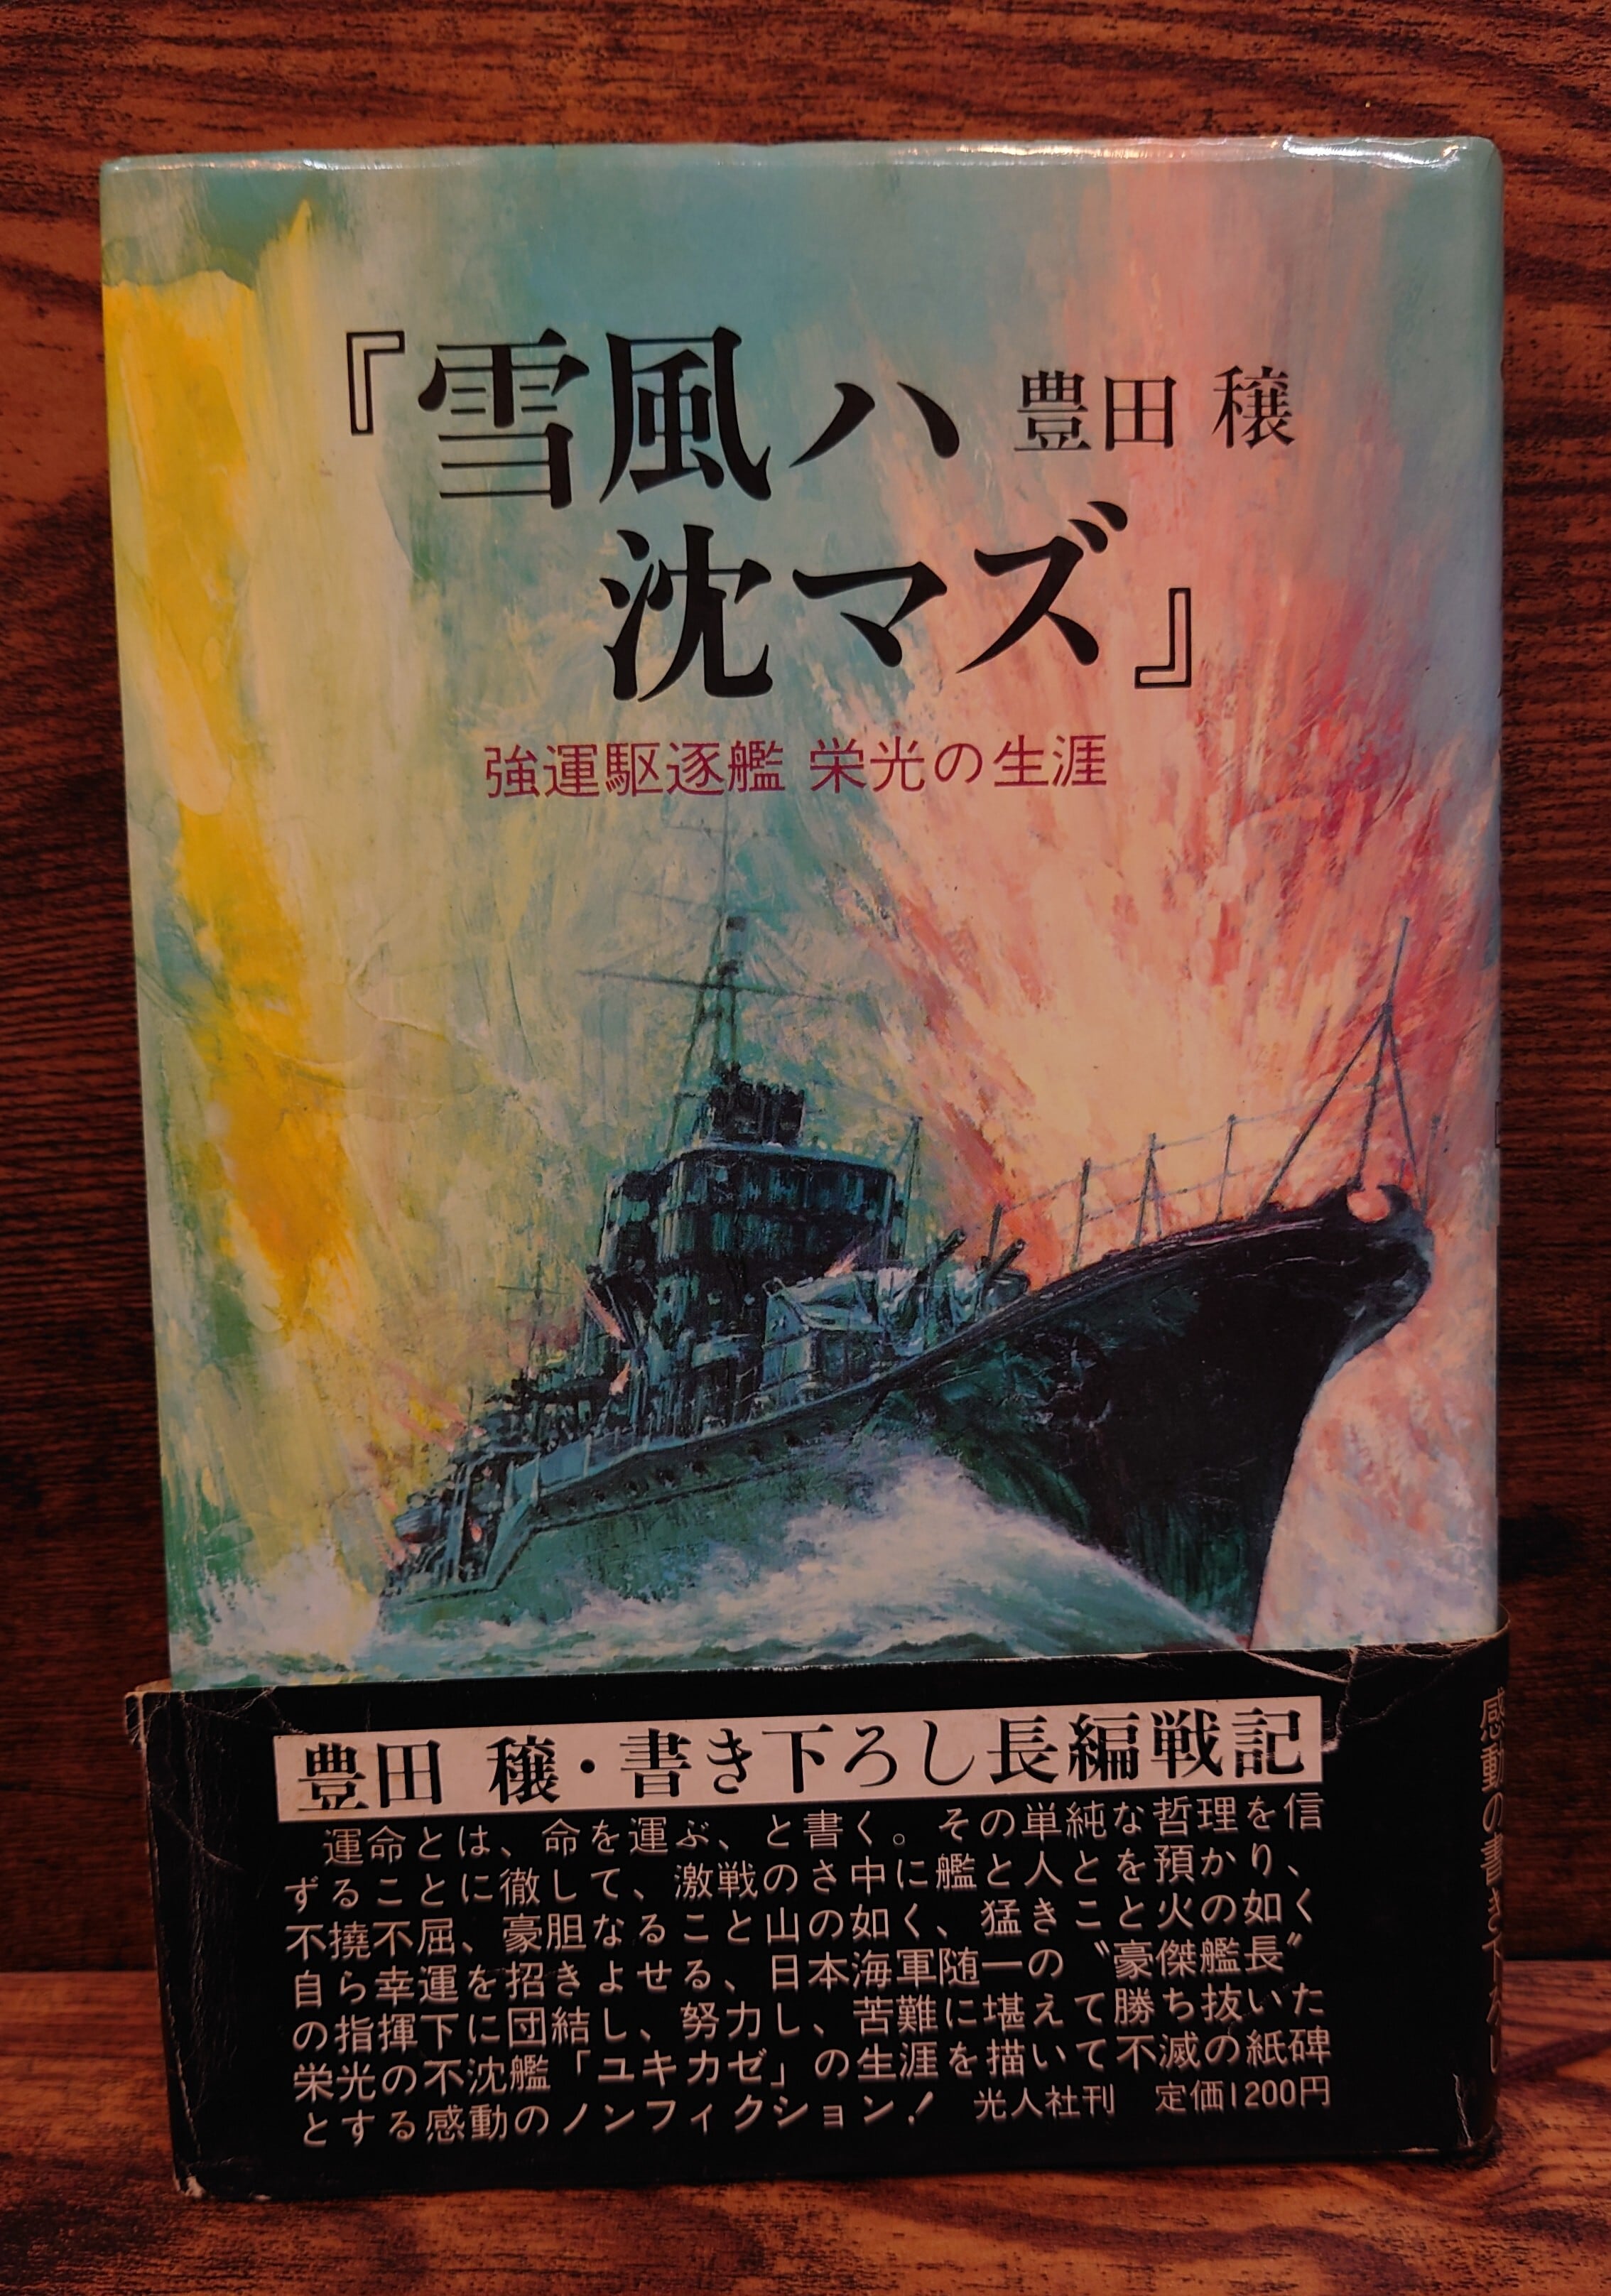 『雪風ハ
豊田 穣
沈マズ』
強運駆逐艦 栄光の生涯
豊田 穣・書き下ろし長編戦記
運命とは、命を運ぶ、と書く。その単純な哲理を信
ずることに徹して、激戦のさ中に艦と人とを預かり、
不撓不屈、豪胆なること山の如く、猛きこと火の如く
自ら幸運を招きよせる、日本海軍随一の〝豪傑艦長〟
の指揮下に団結し、努力し、苦難に堪えて勝ち抜いた
栄光の不沈艦「ユキカゼ」の生涯を描いて不滅の紙碑
とする感動のノンフィクション！ 光人社刊 定価1200円
感動の書き下ろし